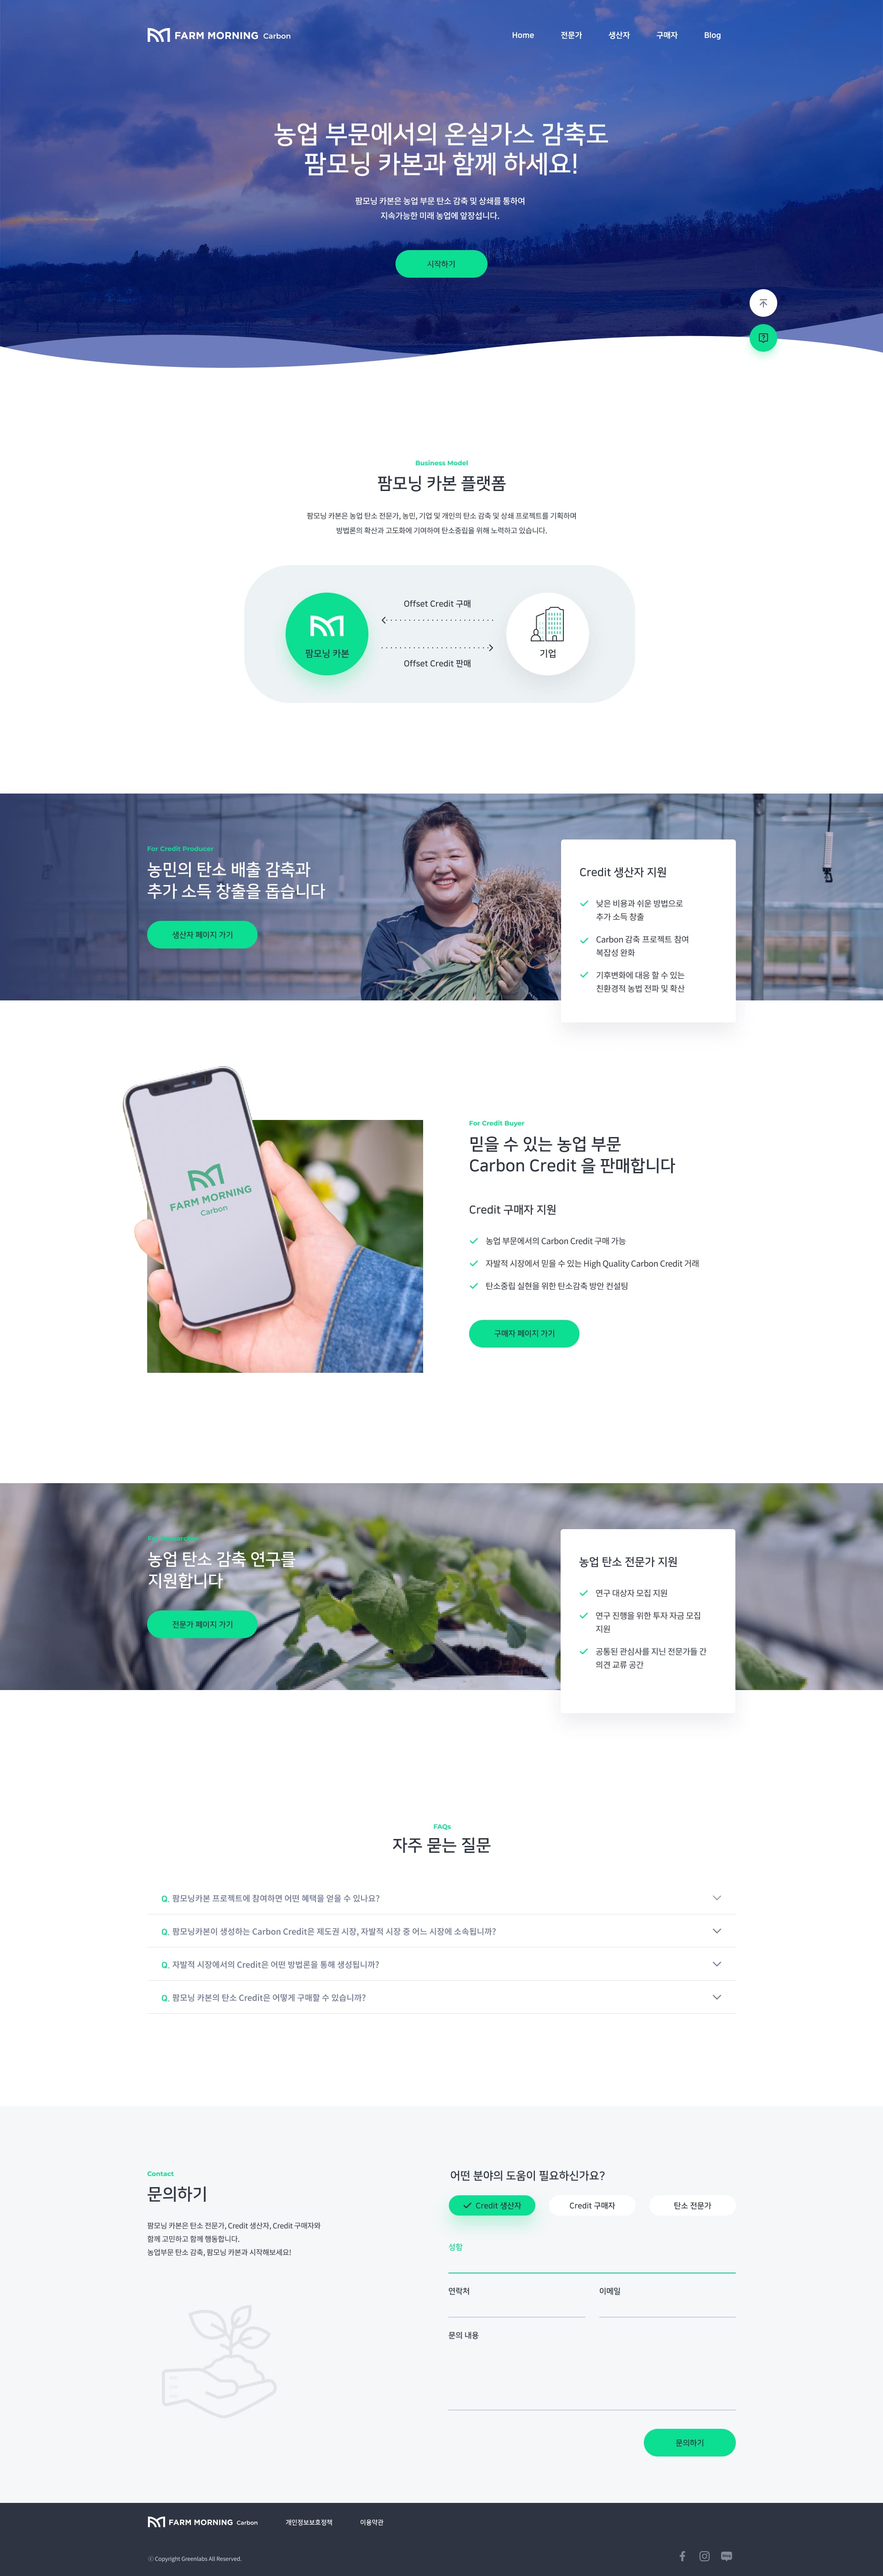 FARM MORNING Carbon
Home 전문가 생산자 구매자 Blog
농업 부문에서의 온실가스 감축도
팜모닝 카본과 함께 하세요!
팜모닝 카본은 농업 부문 탄소 감축 및 상쇄를 통하여
지속가능한 미래 농업에 앞장섭니다.
시작하기
Business Model
팜모닝 카본 플랫폼
팜모닝 카본은 농업 탄소 전문가, 농민, 기업 및 개인의 탄소 감축 및 상쇄 프로젝트를 기획하며
방법론의 확산과 고도화에 기여하여 탄소중립을 위해 노력하고 있습니다.
Offset Credit 구매
팜모닝 카본
기업
Offset Credit 판매
For Credit Producer
농민의 탄소 배출 감축과
추가 소득 창출을 돕습니다
생산자 페이지 가기
Credit 생산자 지원
낮은 비용과 쉬운 방법으로
추가 소득 창출
Carbon 감축 프로젝트 참여
복잡성 완화
기후변화에 대응 할 수 있는
친환경적 농법 전파 및 확산
FARM MORNING
Carbon
For Credit Buyer
믿을 수 있는 농업 부문
Carbon Credit 을 판매합니다
Credit 구매자 지원
농업 부문에서의 Carbon Credit 구매 가능
자발적 시장에서 믿을 수 있는 High Quality Carbon Credit 거래
탄소중립 실현을 위한 탄소감축 방안 컨설팅
구매자 페이지 가기
농업 탄소 감축 연구를
지원합니다
전문가 페이지 가기
농업 탄소 전문가 지원
연구 대상자 모집 지원
연구 진행을 위한 투자 자금 모집
지원
공통된 관심사를 지닌 전문가들 간
의견 교류 공간
FAQs
자주 묻는 질문
Q. 팜모닝카본 프로젝트에 참여하면 어떤 혜택을 얻을 수 있나요?
Q. 팜모닝카본이 생성하는 Carbon Credit은 제도권 시장, 자발적 시장 중 어느 시장에 소속됩니까?
Q. 자발적 시장에서의 Credit은 어떤 방법론을 통해 생성됩니까?
Q. 팜모닝 카본의 탄소 Credit은 어떻게 구매할 수 있습니까?
Contact
문의하기
팜모닝 카본은 탄소 전문가, Credit 생산자, Credit 구매자와
함께 고민하고 함께 행동합니다.
농업부문 탄소 감축, 팜모닝 카본과 시작해보세요!
어떤 분야의 도움이 필요하신가요?
Credit 생산자 Credit 구매자 탄소 전문가
성함
연락처 이메일
문의 내용
문의하기
FARM MORNING Carbon 개인정보보호정책 이용약관
ⓒ Copyright Greenlabs All Reserved.